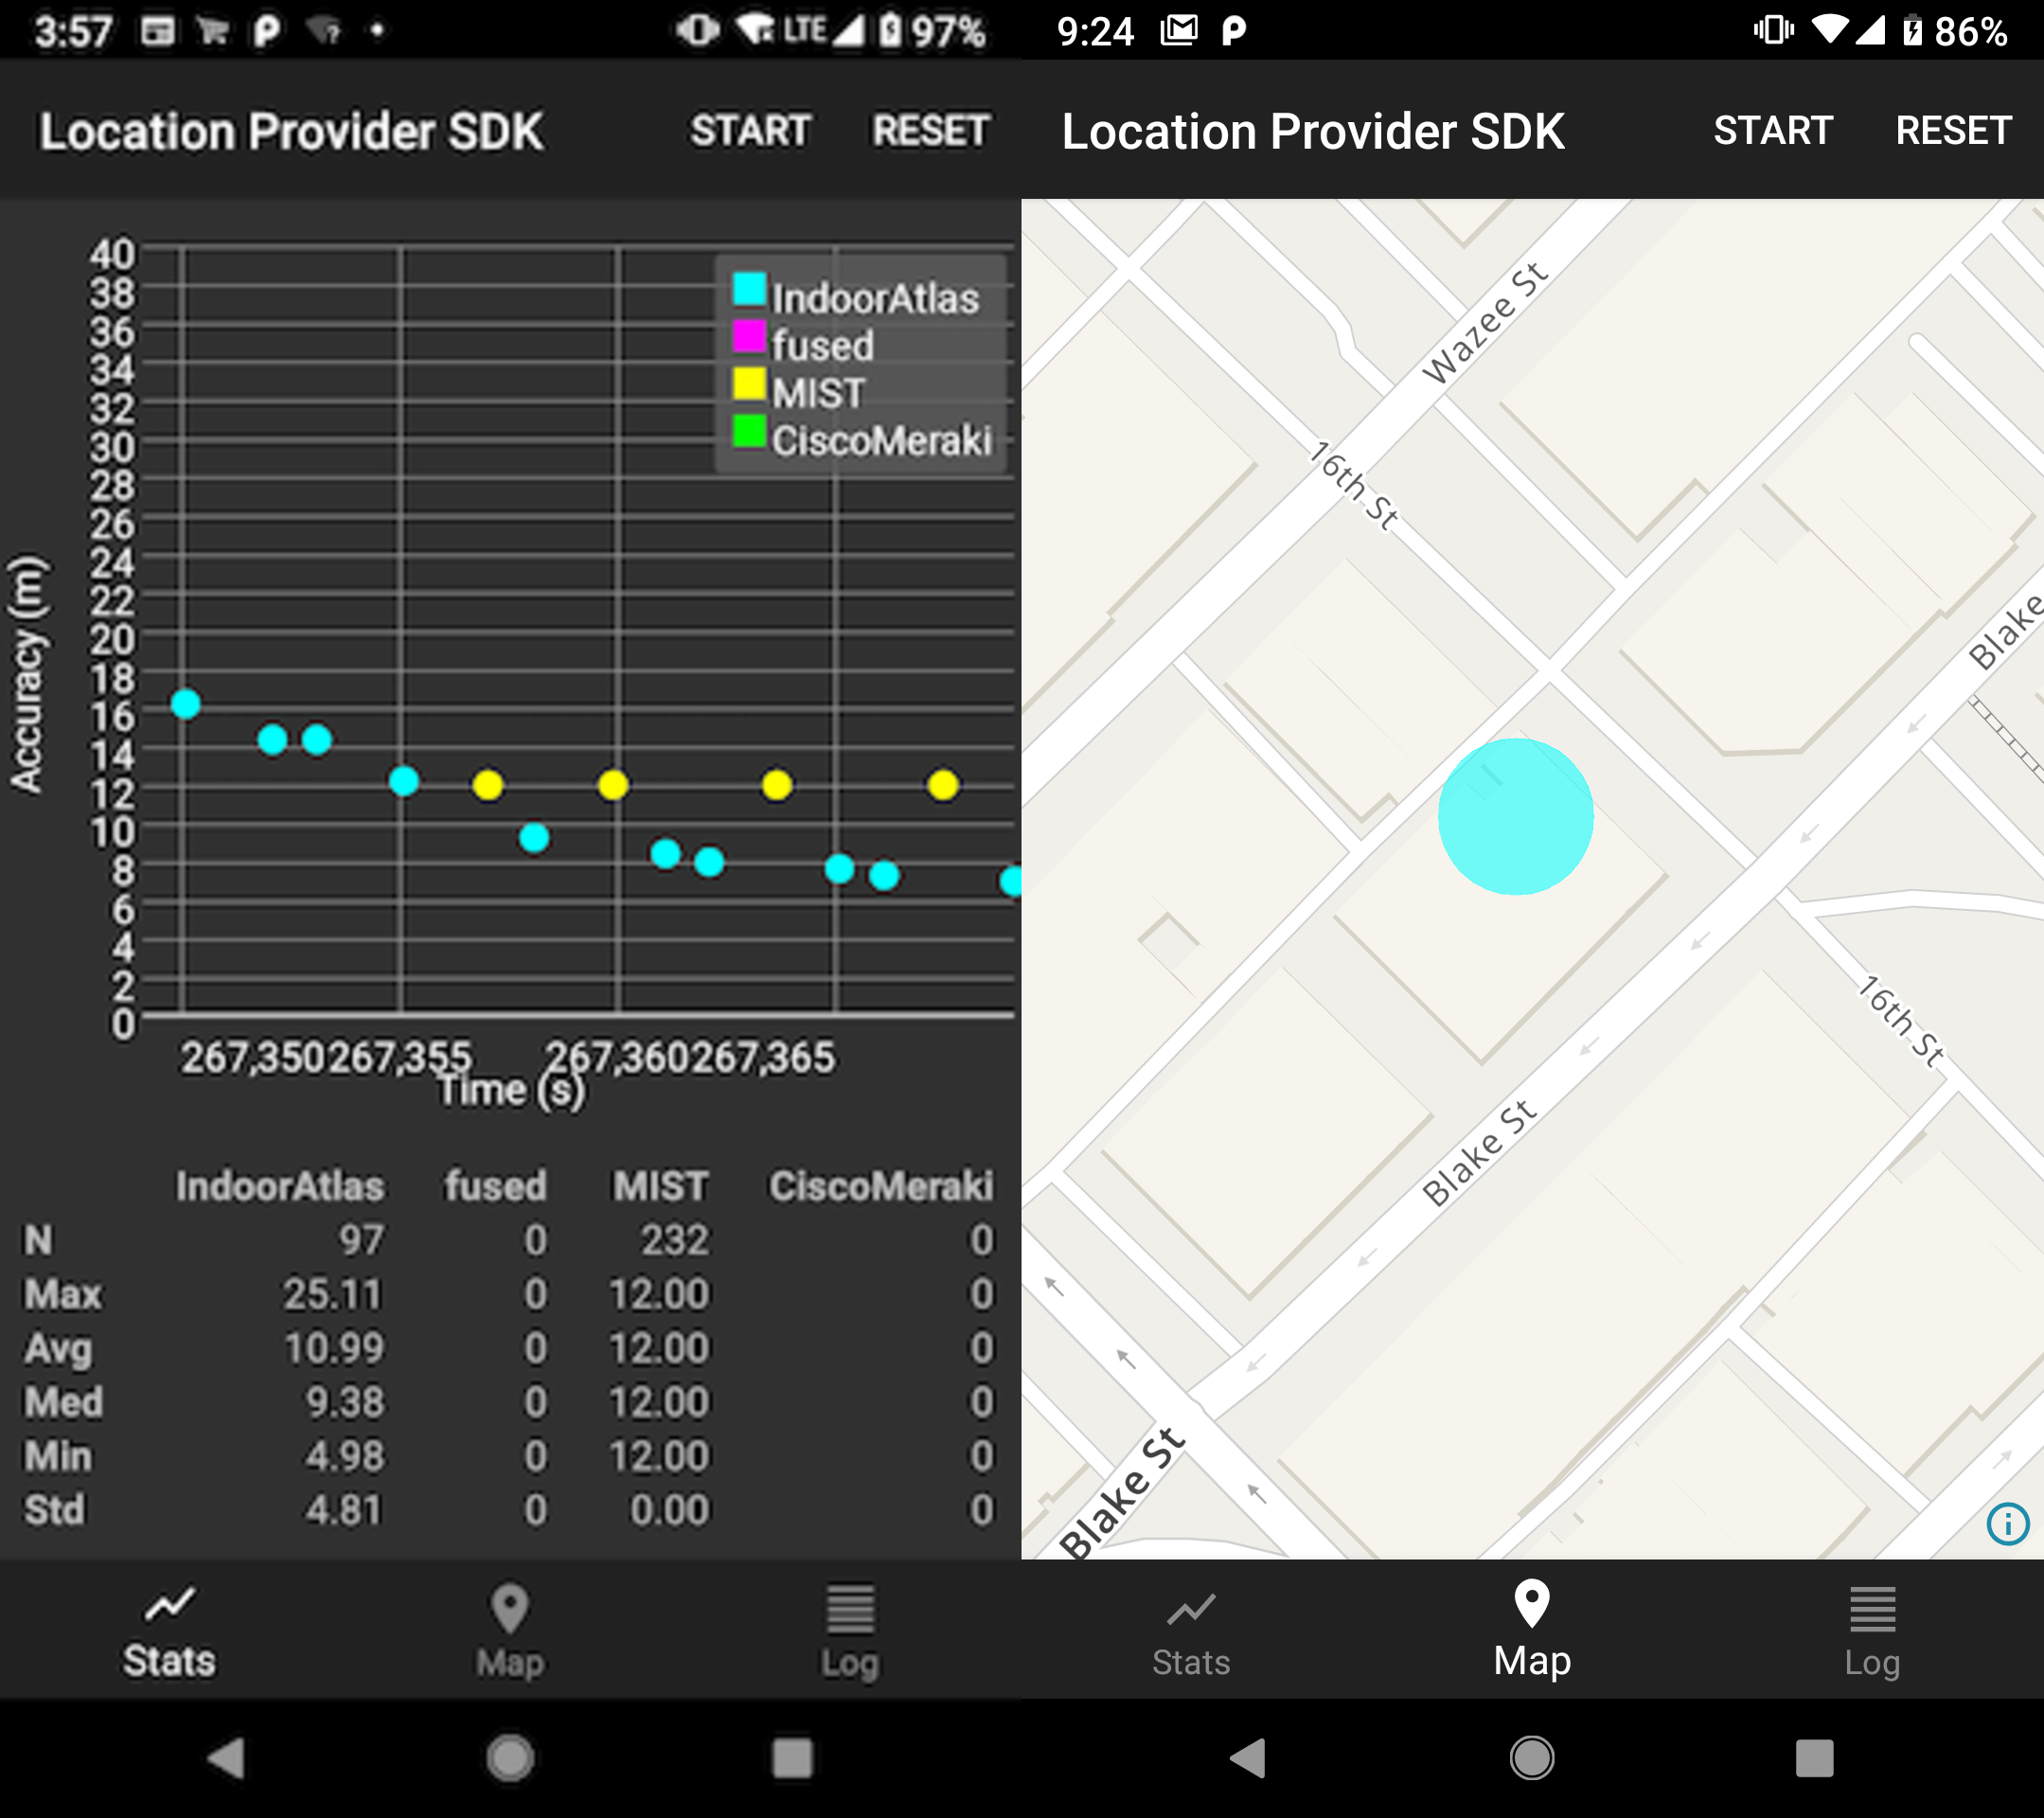 3:57 LTE 97%
Location Provider SDK START RESET
40
38
36
34
32
30
28
26
24
22
20
18
16
14
12
10
8
6
4
2
0
Accuracy (m)
IndoorAtlas
fused
MIST
CiscoMeraki
267,350 267,355 267,360 267,365
Time (s)
IndoorAtlas fused MIST CiscoMeraki
N 97 0 232 0
Max 25.11 0 12.00 0
Avg 10.99 0 12.00 0
Med 9.38 0 12.00 0
Min 4.98 0 12.00 0
Std 4.81 0 0.00 0
Stats Map Log
9:24 86%
Location Provider SDK START RESET
Wazee St
16th St
Blake
16th St
Blake St
Blake St
Stats Map Log